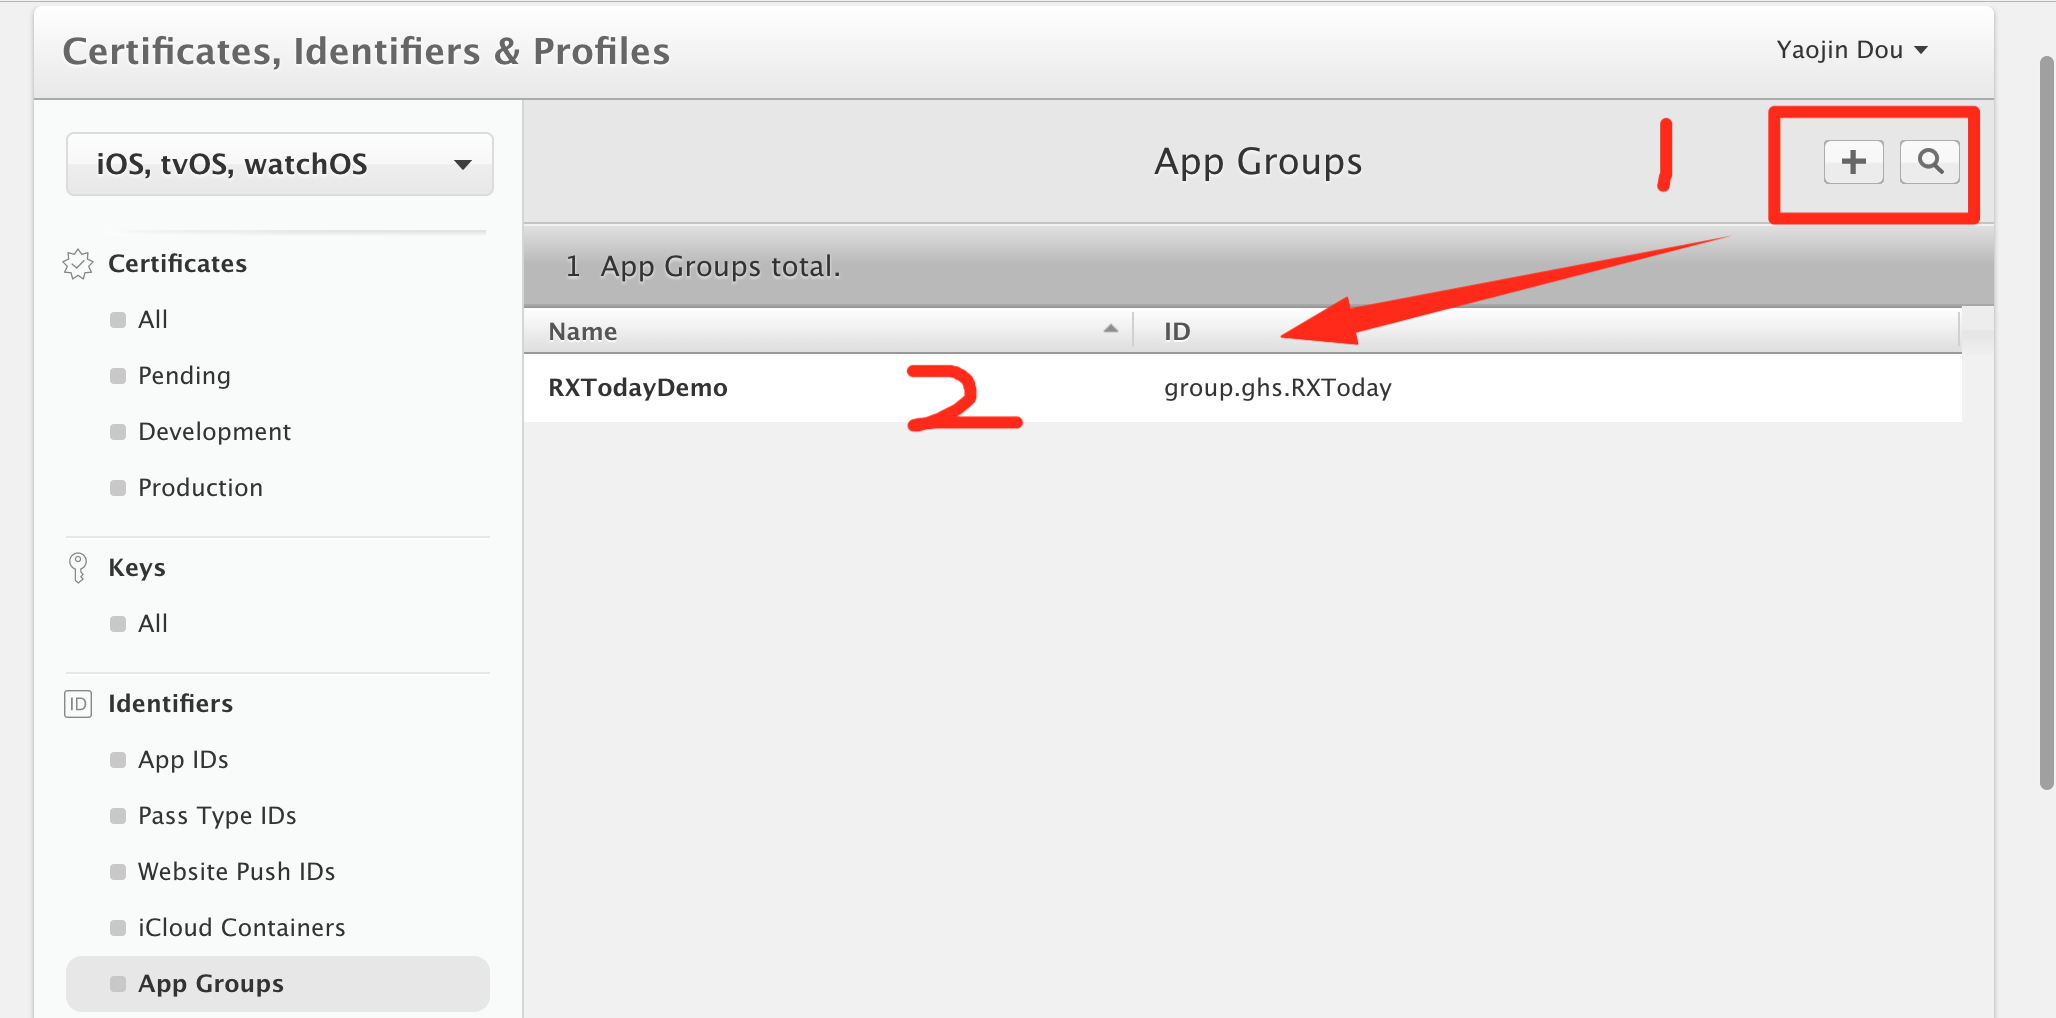 Certificates, Identifiers & Profiles
Yaojin Dou
iOS, tvOS, watchOS
Certificates
All
Pending
Development
Production
Keys
All
ID Identifiers
App IDs
Pass Type IDs
Website Push IDs
iCloud Containers
App Groups
App Groups
1
1 App Groups total.
Name
ID
RXTodayDemo
2
group.ghs.RXToday